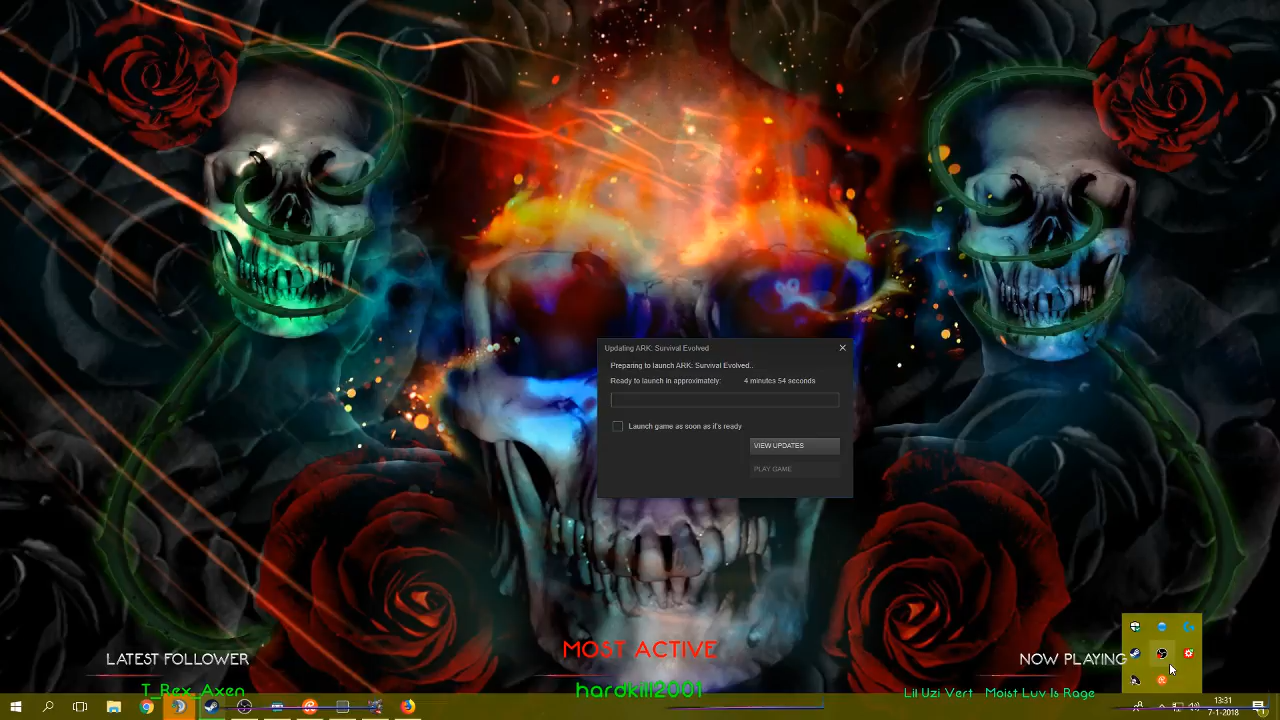 Updating ARK: Survival Evolved
Preparing to launch ARK: Survival Evolved..
Ready to launch in approximately: 4 minutes 54 seconds
Launch game as soon as it's ready
VIEW UPDATES
PLAY GAME
LATEST FOLLOWER
T_Rex_Axen
MOST ACTIVE
hardkill2001
NOW PLAYING
Lil Uzi Vert Moist Luv Is Rage
13:31
7-1-2018